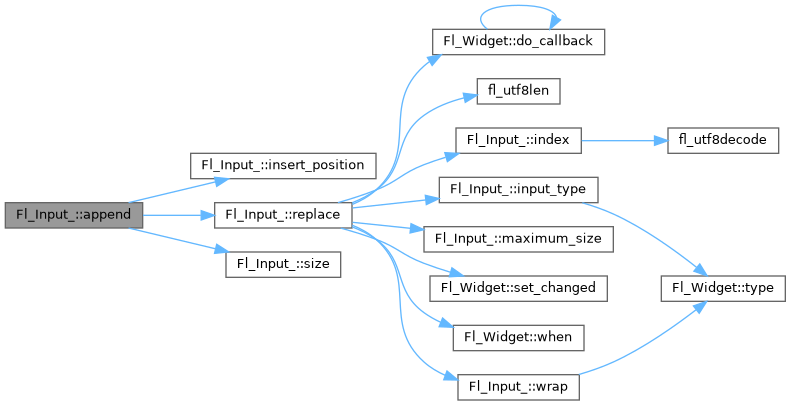 Fl_Widget::do_callback
fl_utf8len
Fl_Input_::index
fl_utf8decode
Fl_Input_::insert_position
Fl_Input_::input_type
Fl_Input_::append
Fl_Input_::replace
Fl_Input_::maximum_size
Fl_Input_::size
Fl_Widget::set_changed
Fl_Widget::type
Fl_Widget::when
Fl_Input_::wrap